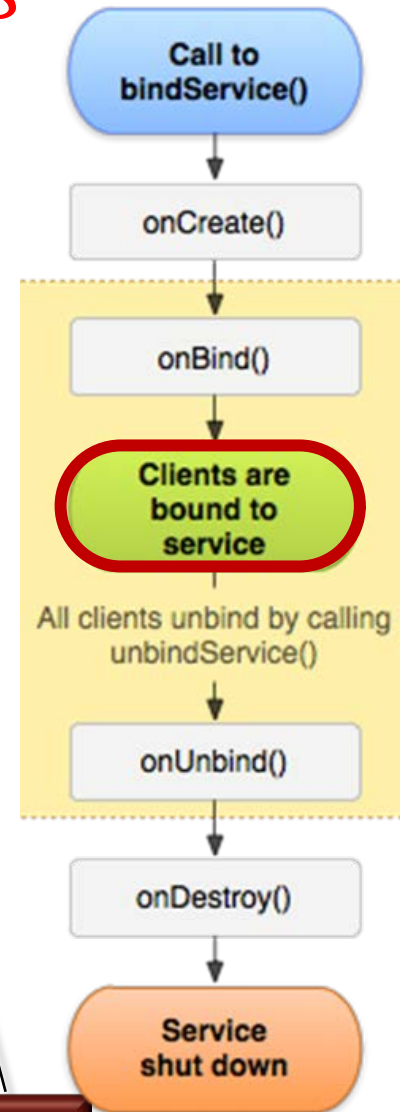 Call to
bindService()
onCreate()
onBind()
Clients are
bound to
service
All clients unbind by calling
unbindService()
onUnbind()
onDestroy()
Service
shut down